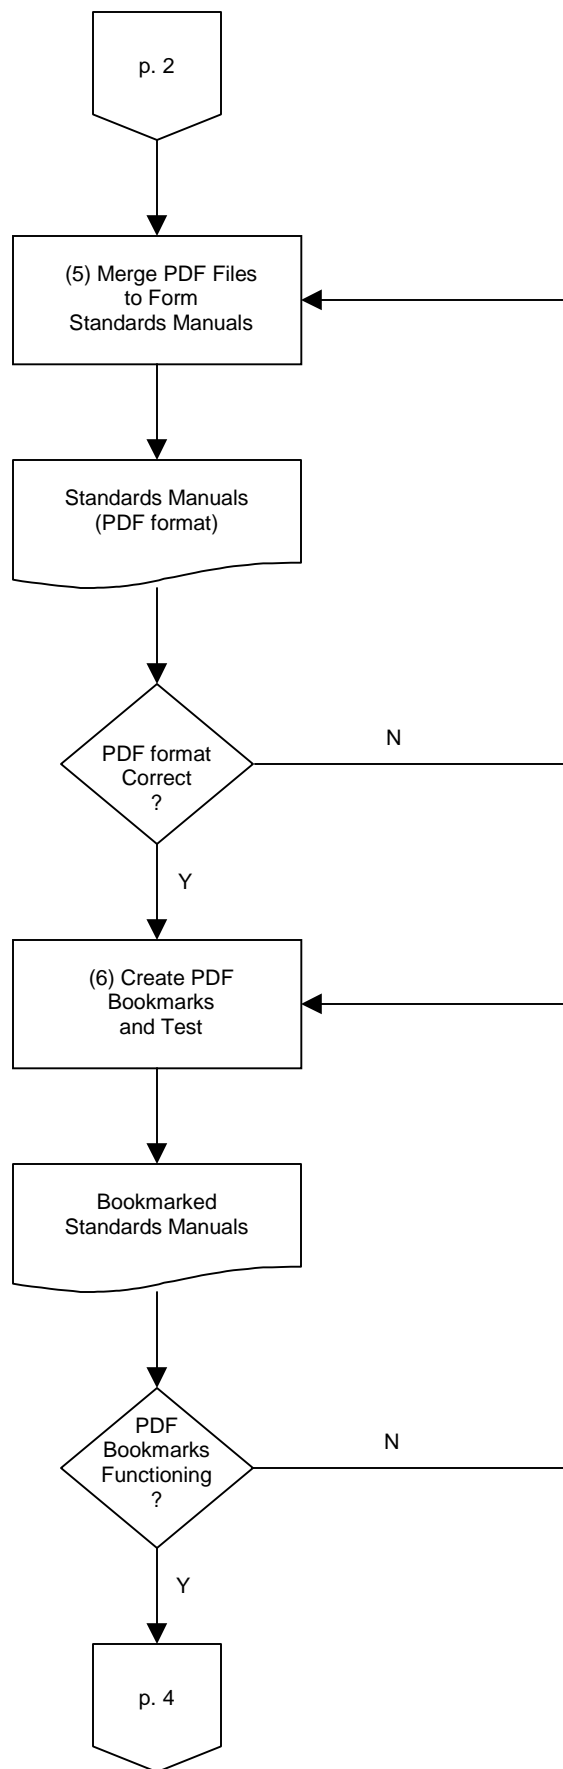 p. 2
(5) Merge PDF Files
to Form
Standards Manuals
Standards Manuals
(PDF format)
PDF format
Correct
?
N
Y
(6) Create PDF
Bookmarks
and Test
Bookmarked
Standards Manuals
PDF
Bookmarks
Functioning
?
N
Y
p. 4